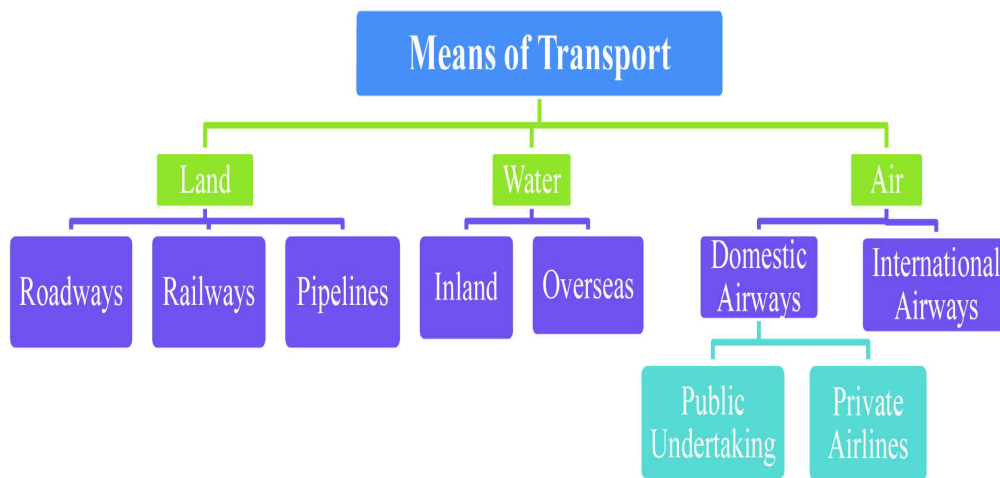 Means of Transport
Land
Water
Air
Roadways
Railways
Pipelines
Inland
Overseas
Domestic
Airways
International
Airways
Public
Undertaking
Private
Airlines